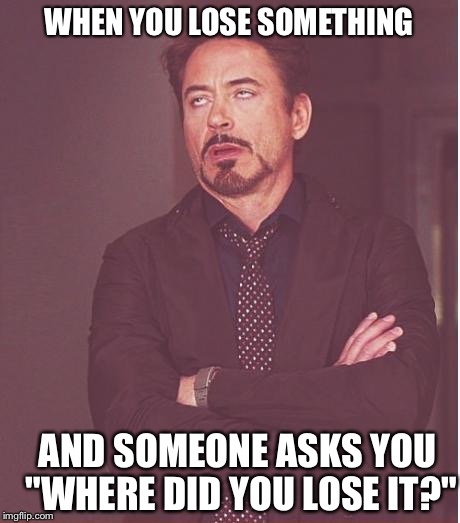 WHEN YOU LOSE SOMETHING
AND SOMEONE ASKS YOU
"WHERE DID YOU LOSE IT?"
imgflip.com